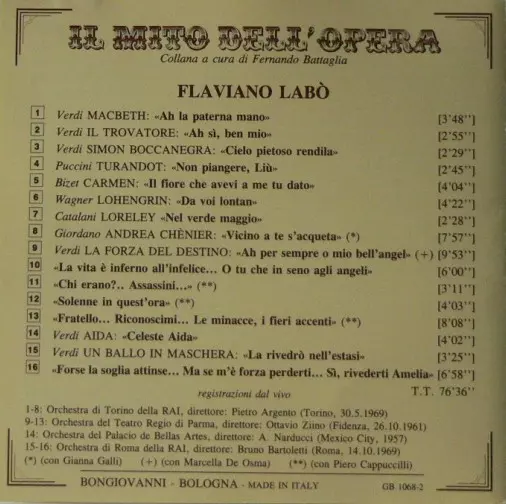 IL MITO DELL'OPERA
Collana a cura di Fernando Battaglia
FLAVIANO LABÒ
1 Verdi MACBETH: «Ah la paterna mano» [3'48'']
2 Verdi IL TROVATORE: «Ah sì, ben mio» [2'55'']
3 Verdi SIMON BOCCANEGRA: «Cielo pietoso rendila» [2'29'']
4 Puccini TURANDOT: «Non piangere, Liù» [2'45'']
5 Bizet CARMEN: «Il fiore che avevi a me tu dato» [4'04'']
6 Wagner LOHENGRIN: «Da voi lontan» [4'22'']
7 Catalani LORELEY «Nel verde maggio» [2'28'']
8 Giordano ANDREA CHÈNIER: «Vicino a te s'acqueta» (*) [7'57'']
9 Verdi LA FORZA DEL DESTINO: «Ah per sempre o mio bell'angel» (+) [9'53'']
10 «La vita è inferno all'infelice... O tu che in seno agli angeli» [6'00'']
11 «Chi erano?.. Assassini...» (**) [3'11'']
12 «Solenne in quest'ora» (**) [4'03'']
13 «Fratello... Riconoscimi... Le minacce, i fieri accenti» (**) [8'08'']
14 Verdi AIDA: «Celeste Aida» [4'02'']
15 Verdi UN BALLO IN MASCHERA: «La rivedrò nell'estasi» [3'25'']
16 «Forse la soglia attinse... Ma se m'è forza perderti... Sì, rivederti Amelia» [6'58'']
registrazioni dal vivo T.T. 76'36''
1-8: Orchestra di Torino della RAI, direttore: Pietro Argento (Torino, 30.5.1969)
9-13: Orchestra del Teatro Regio di Parma, direttore: Ottavio Ziino (Fidenza, 26.10.1961)
14: Orchestra del Palacio de Bellas Artes, direttore: A. Narducci (Mexico City, 1957)
15-16: Orchestra di Roma della RAI, direttore: Bruno Bartoletti (Roma, 14.10.1969)
(*) (con Gianna Galli) (+) (con Marcella De Osma) (**) (con Piero Cappuccilli)
BONGIOVANNI - BOLOGNA - MADE IN ITALY GB 1068-2